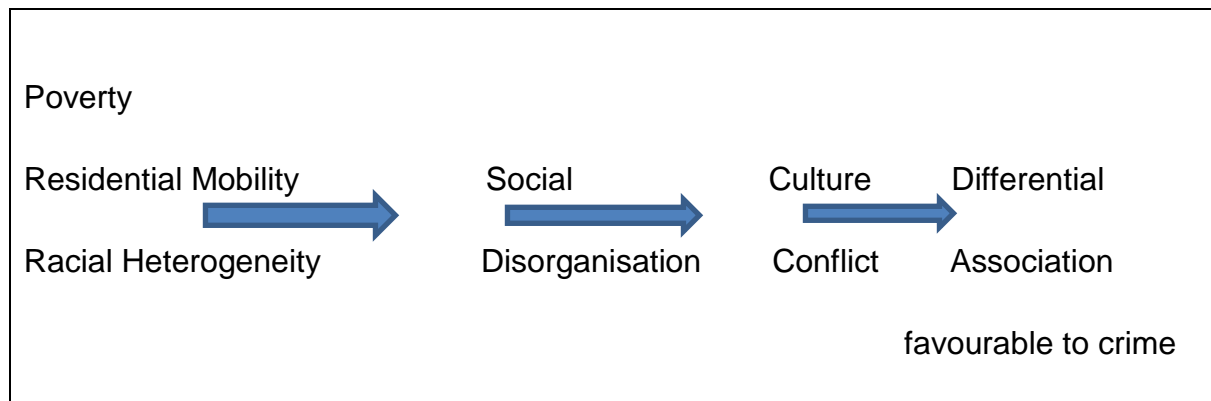 Poverty
Residential Mobility Social Culture Differential
Racial Heterogeneity Disorganisation Conflict Association
favourable to crime